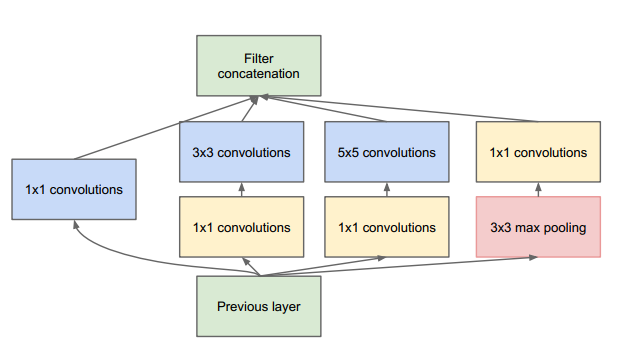 Filter
concatenation
3x3 convolutions
5x5 convolutions
1x1 convolutions
1x1 convolutions
1x1 convolutions
1x1 convolutions
3x3 max pooling
Previous layer